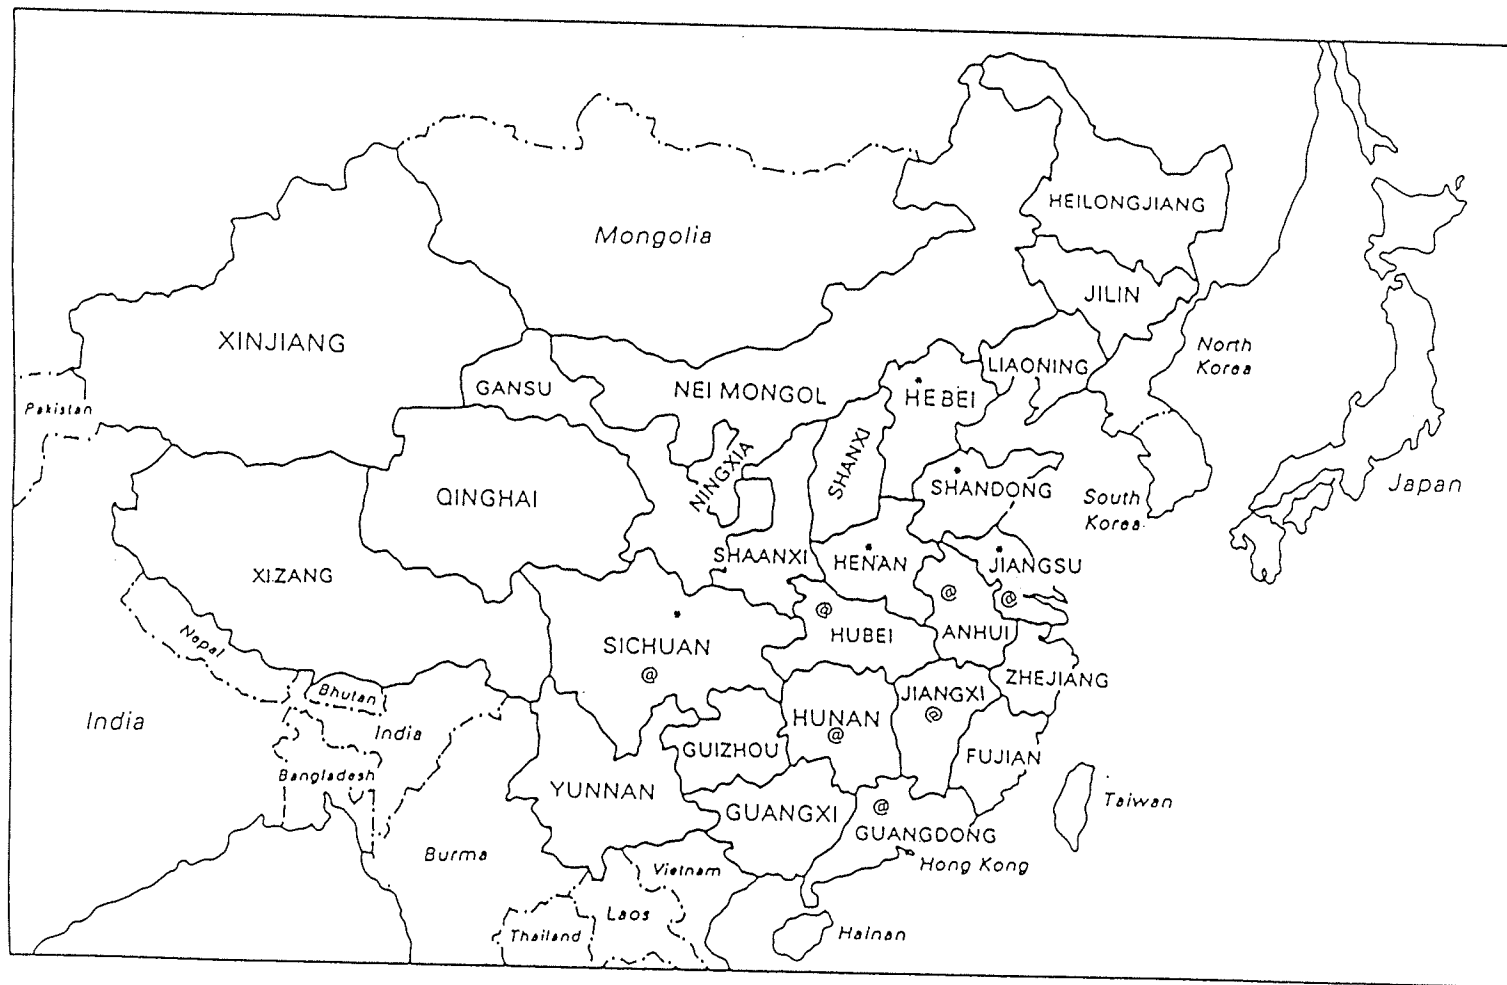 HEILONGJIANG
Mongolia
JILIN
XINJIANG
North
Korea
LIAONING
GANSU
NEI MONGOL
HEBEI
Pakistan
SHANXI
NINGXIA
QINGHAI
SHANDONG
South
Korea
Japan
SHAANXI
HENAN
JIANGSU
XIZANG
@
@
@
HUBEI
ANHUI
Nepal
SICHUAN
@
ZHEJIANG
Bhutan
JIANGXI
@
India
India
HUNAN
@
GUIZHOU
FUJIAN
Bangladesh
YUNNAN
Taiwan
@
GUANGXI
GUANGDONG
Hong Kong
Burma
Vietnam
Laos
Thailand
Hainan